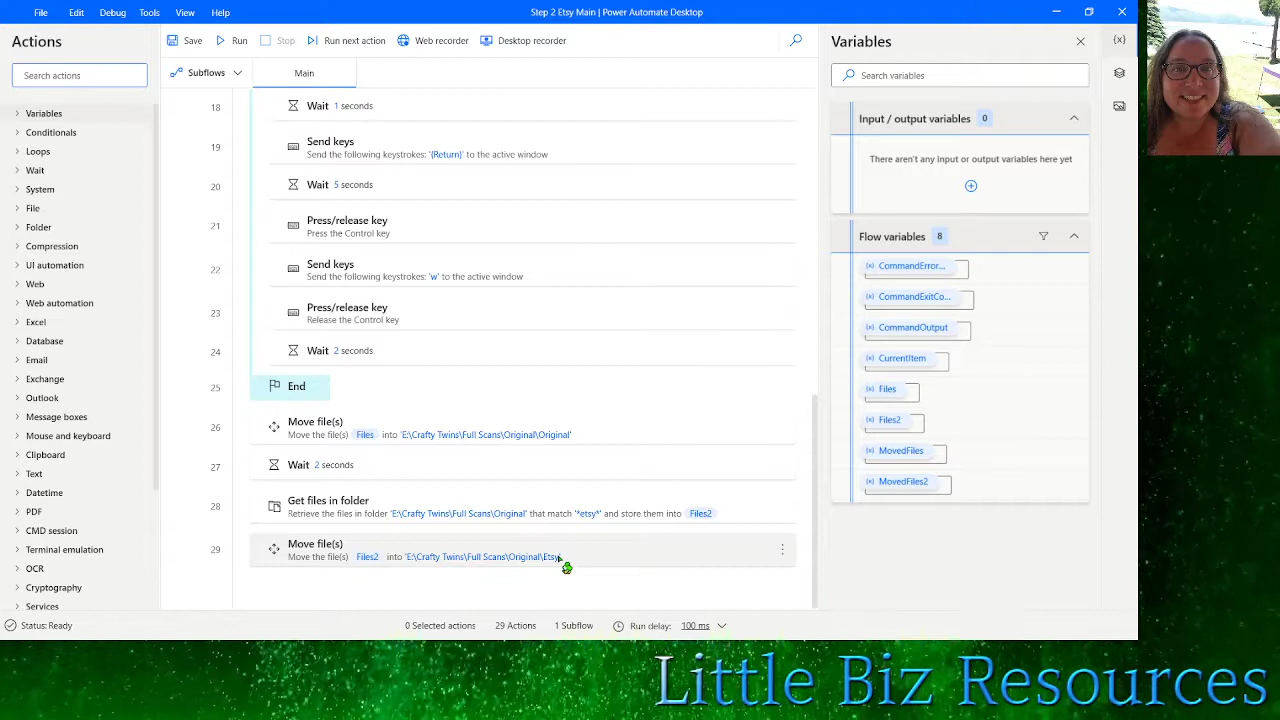 File Edit Debug Tools View Help
Step 2 Etsy Main | Power Automate Desktop
Actions
Search actions
Variables
Conditionals
Loops
Wait
System
File
Folder
Compression
UI automation
Web
Web automation
Excel
Database
Email
Exchange
Outlook
Message boxes
Mouse and keyboard
Clipboard
Text
Datetime
PDF
CMD session
Terminal emulation
OCR
Cryptography
Services
Save Run Stop Run next action Web recorder Desktop recorder
Subflows Main
18 Wait 1 seconds
19 Send keys
Send the following keystrokes: '{Return}' to the active window
20 Wait 5 seconds
21 Press/release key
Press the Control key
22 Send keys
Send the following keystrokes: 'w' to the active window
23 Press/release key
Release the Control key
24 Wait 2 seconds
25 End
26 Move file(s)
Move the file(s) Files into 'E:\Crafty Twins\Full Scans\Original\Original'
27 Wait 2 seconds
28 Get files in folder
Retrieve the files in folder 'E:\Crafty Twins\Full Scans\Original' that match '*etsy*' and store them into Files2
29 Move file(s)
Move the file(s) Files2 into 'E:\Crafty Twins\Full Scans\Original\Etsy'
Variables
{x}
Search variables
Input / output variables 0
There aren't any input or output variables here yet
Flow variables 8
{x} CommandError...
{x} CommandExitCo...
{x} CommandOutput
{x} CurrentItem
{x} Files
{x} Files2
{x} MovedFiles
{x} MovedFiles2
Status: Ready 0 Selected actions 29 Actions 1 Subflow Run delay: 100 ms
Little Biz Resources